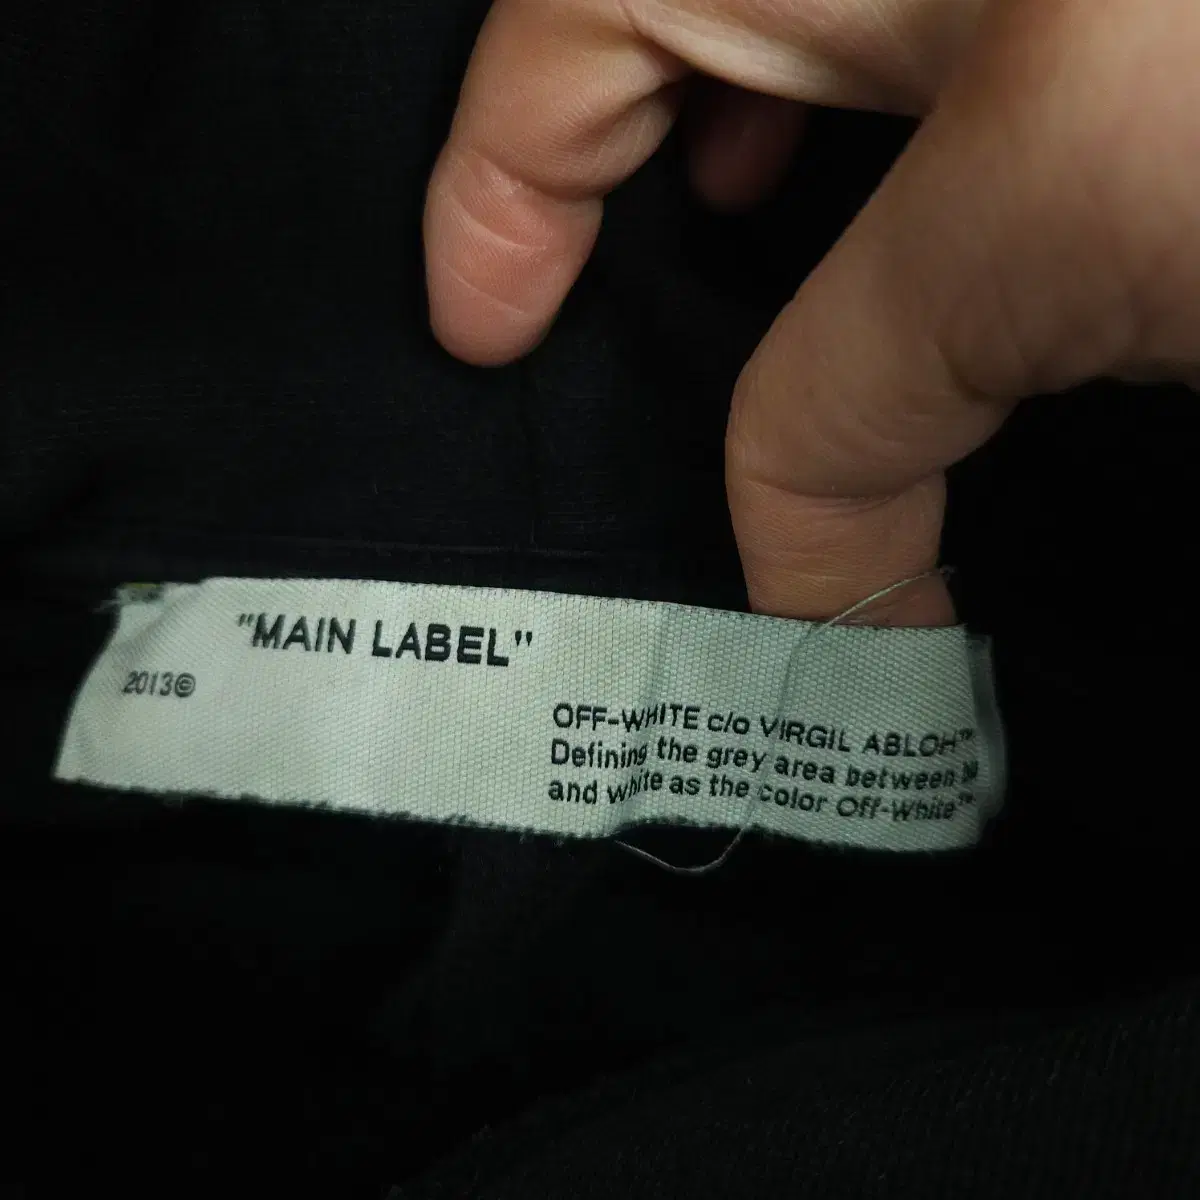 "MAIN LABEL"
2013©
OFF-WHITE c/o VIRGIL ABLOH™
Defining the grey area between
and white as the color Off-White™